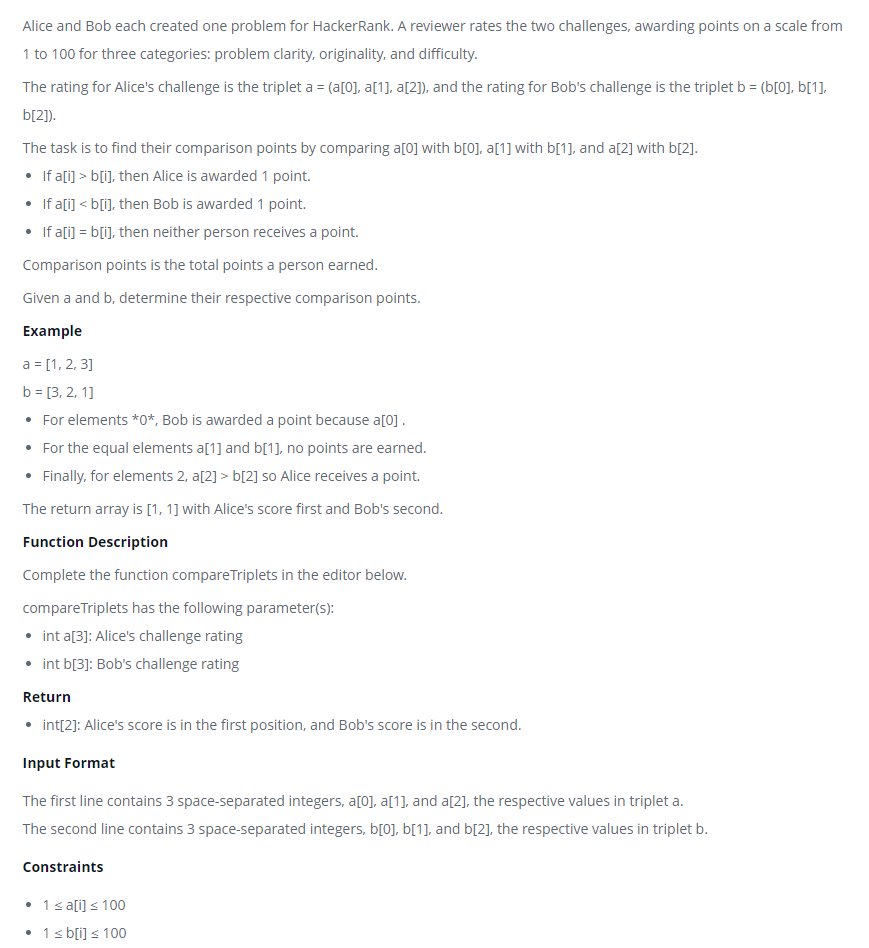 Alice and Bob each created one problem for HackerRank. A reviewer rates the two challenges, awarding points on a scale from
1 to 100 for three categories: problem clarity, originality, and difficulty.
The rating for Alice's challenge is the triplet a = (a[0], a[1], a[2]), and the rating for Bob's challenge is the triplet b = (b[0], b[1],
b[2]).
The task is to find their comparison points by comparing a[0] with b[0], a[1] with b[1], and a[2] with b[2].
• If a[i] > b[i], then Alice is awarded 1 point.
• If a[i] < b[i], then Bob is awarded 1 point.
• If a[i] = b[i], then neither person receives a point.
Comparison points is the total points a person earned.
Given a and b, determine their respective comparison points.
Example
a = [1, 2, 3]
b = [3, 2, 1]
• For elements *0*, Bob is awarded a point because a[0] .
• For the equal elements a[1] and b[1], no points are earned.
• Finally, for elements 2, a[2] > b[2] so Alice receives a point.
The return array is [1, 1] with Alice's score first and Bob's second.
Function Description
Complete the function compareTriplets in the editor below.
compareTriplets has the following parameter(s):
• int a[3]: Alice's challenge rating
• int b[3]: Bob's challenge rating
Return
• int[2]: Alice's score is in the first position, and Bob's score is in the second.
Input Format
The first line contains 3 space-separated integers, a[0], a[1], and a[2], the respective values in triplet a.
The second line contains 3 space-separated integers, b[0], b[1], and b[2], the respective values in triplet b.
Constraints
• 1 ≤ a[i] ≤ 100
• 1 ≤ b[i] ≤ 100